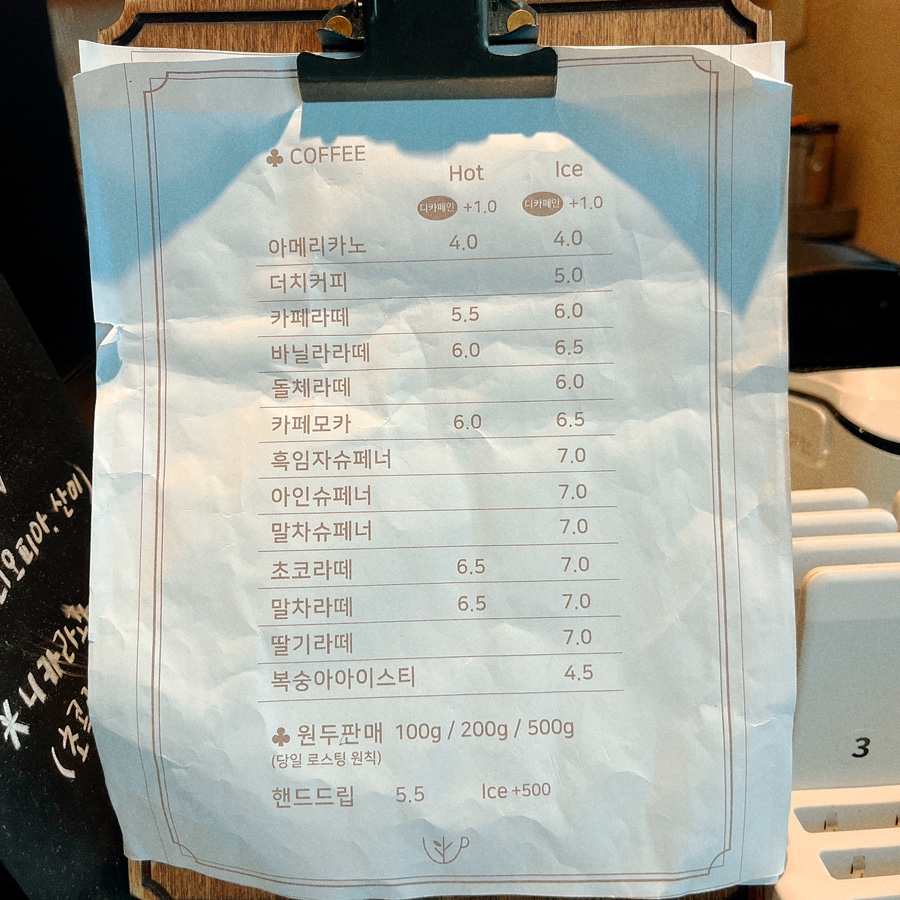 ♣ COFFEE
Hot Ice
디카페인 +1.0 디카페인 +1.0
아메리카노 4.0 4.0
더치커피 5.0
카페라떼 5.5 6.0
바닐라라떼 6.0 6.5
돌체라떼 6.0
카페모카 6.0 6.5
흑임자슈페너 7.0
아인슈페너 7.0
말차슈페너 7.0
초코라떼 6.5 7.0
말차라떼 6.5 7.0
딸기라떼 7.0
복숭아아이스티 4.5
♣ 원두판매 100g / 200g / 500g
(당일 로스팅 원칙)
핸드드립 5.5 Ice+500
3